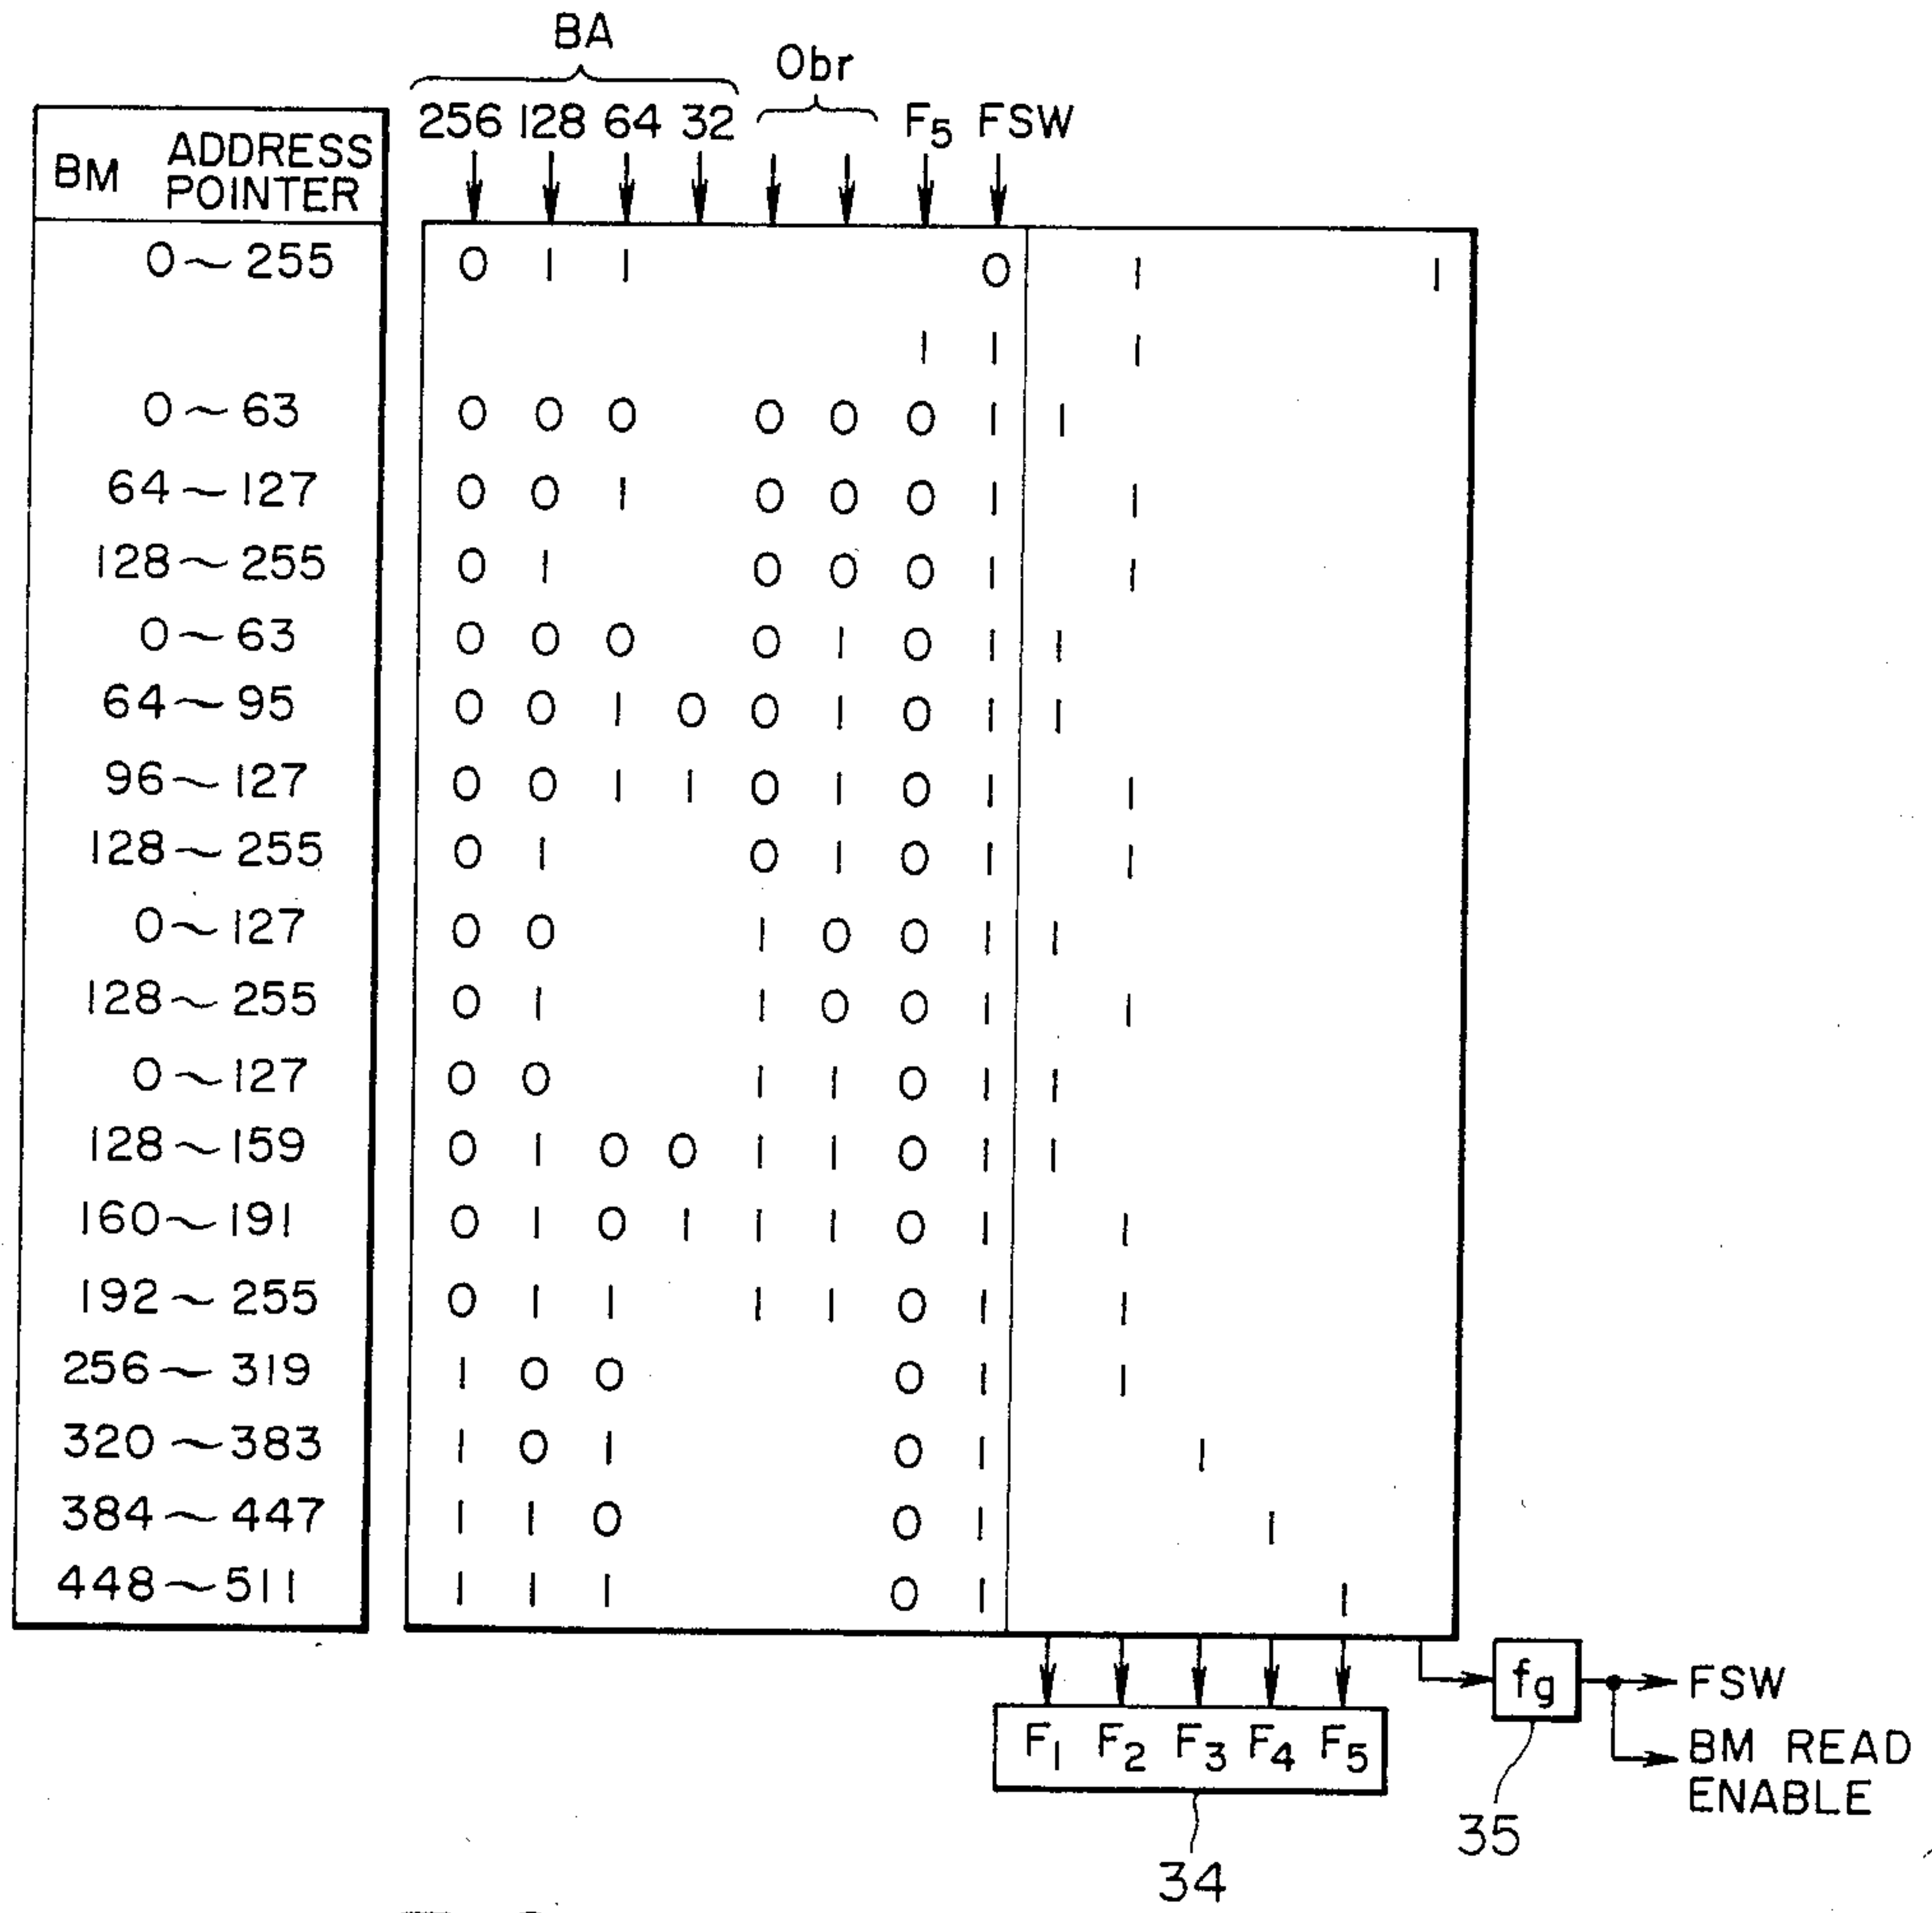 BA
Obr
256 128 64 32 F5 FSW
BM ADDRESS POINTER
0~255 0 1 1 0 1 1
1 1 1
0~63 0 0 0 0 0 0 1 1
64~127 0 0 1 0 0 0 1 1
128~255 0 1 0 0 0 1 1
0~63 0 0 0 0 1 0 1 1
64~95 0 0 1 0 0 1 0 1 1
96~127 0 0 1 1 0 1 0 1 1
128~255 0 1 0 1 0 1 1
0~127 0 0 1 0 0 1 1
128~255 0 1 1 0 0 1 1
0~127 0 0 1 1 0 1 1
128~159 0 1 0 0 1 1 0 1 1
160~191 0 1 0 1 1 1 0 1 1
192~255 0 1 1 1 1 0 1 1
256~319 1 0 0 0 1 1
320~383 1 0 1 0 1 1
384~447 1 1 0 0 1 1
448~511 1 1 1 0 1 1
F1 F2 F3 F4 F5
fg
FSW
BM READ
ENABLE
34
35